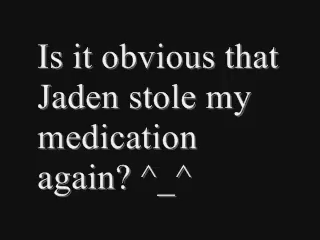 Is it obvious that
Jaden stole my
medication
again? ^_^